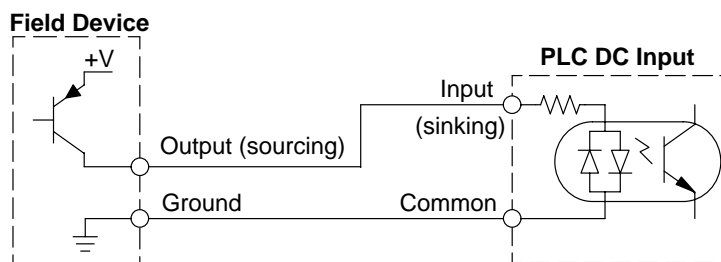 Field Device
+V
PLC DC Input
Input
(sinking)
Output (sourcing)
Ground
Common